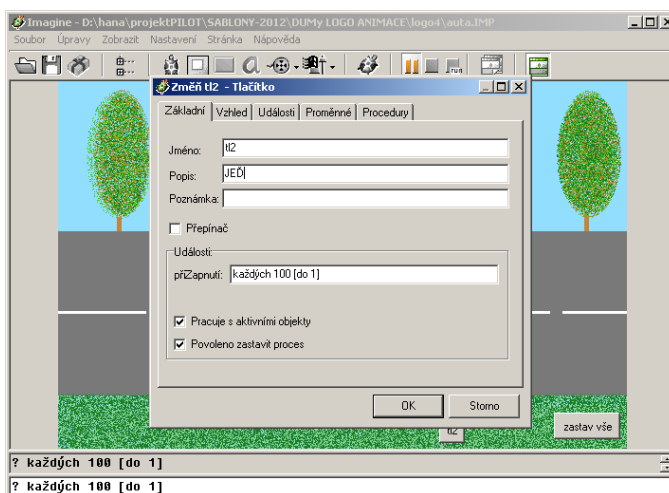 Imagine - D:\hana\projektPILOT\SABLONY-2012\DUMy LOGO ANIMACE\logo4\auta.IMP
Soubor Úpravy Zobrazit Nastavení Stránka Nápověda
Změň tl2 - Tlačítko
Základní Vzhled Události Proměnné Procedury
Jméno: tl2
Popis: JEĎ
Poznámka:
Přepínač
Události:
přiZapnutí: každých 100 [do 1]
Pracuje s aktivními objekty
Povoleno zastavit proces
OK Storno
tl2 zastav vše
? každých 100 [do 1]
? každých 100 [do 1]